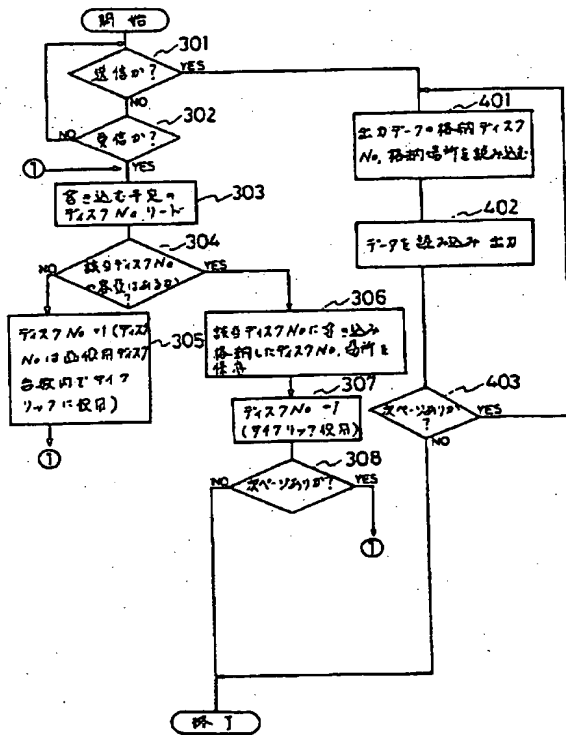 開始
301
送信か?
YES
NO
302
受信か?
NO
YES
①
303
書き込む予定の
ディスクNo.リード
304
該当ディスクNo
の容量はあるか?
NO
YES
305
ディスクNo
(ディスク
Noは
使用ディスク
台数内でサイク
リックに使用)
①
306
該当ディスクNoに書き込み
格納したディスクNo,場所を
保存
307
ディスクNo
(サイクリック使用)
308
次ページありか?
NO
YES
①
401
出力データの格納ディスク
No,格納場所を読み込む
402
データを読み込み出力
403
次ページありか
?
YES
NO
終了